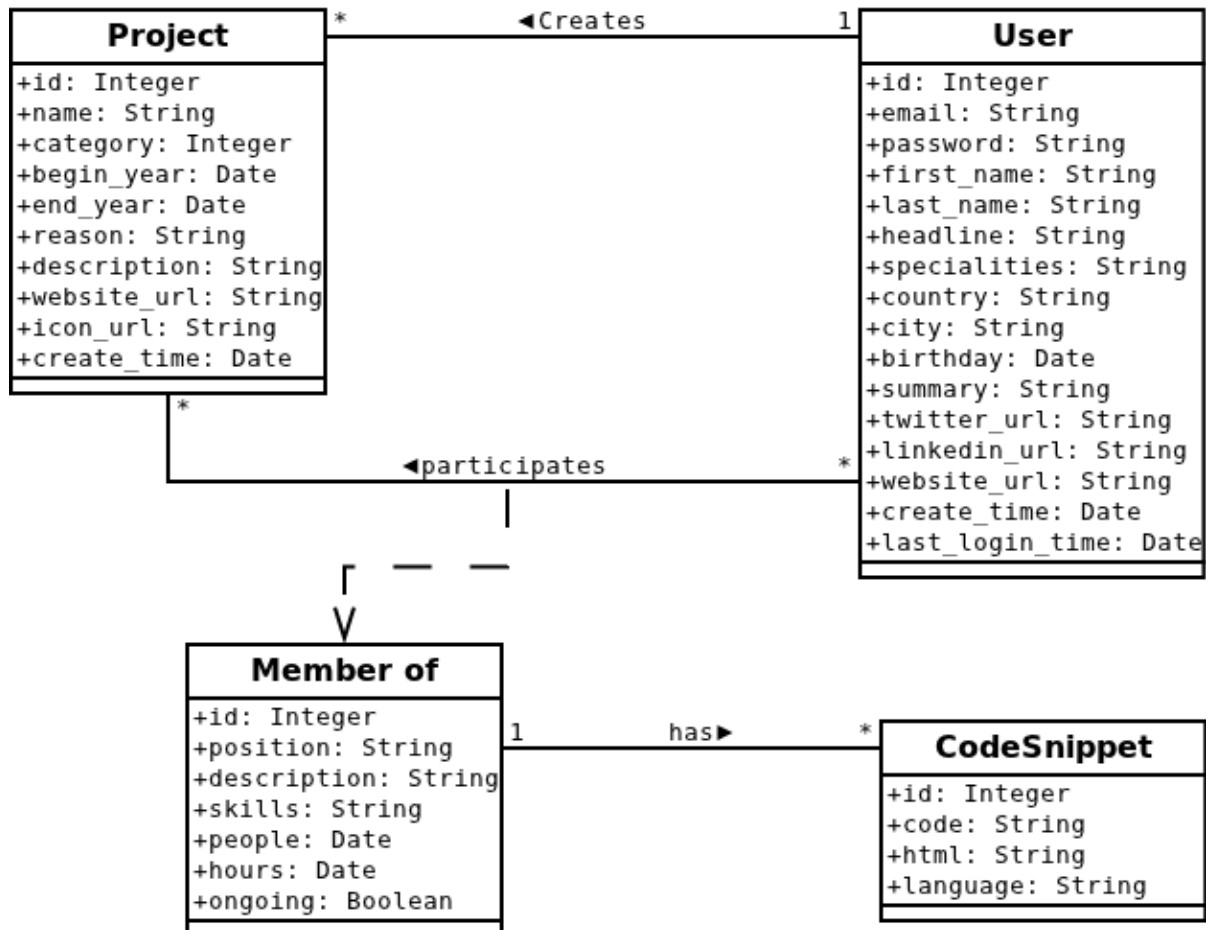 Project
+id: Integer
+name: String
+category: Integer
+begin_year: Date
+end_year: Date
+reason: String
+description: String
+website_url: String
+icon_url: String
+create_time: Date
* ◄Creates 1
User
+id: Integer
+email: String
+password: String
+first_name: String
+last_name: String
+headline: String
+specialities: String
+country: String
+city: String
+birthday: Date
+summary: String
+twitter_url: String
+linkedin_url: String
+website_url: String
+create_time: Date
+last_login_time: Date
*
◄participates *
Member of
+id: Integer
+position: String
+description: String
+skills: String
+people: Date
+hours: Date
+ongoing: Boolean
1 has► *
CodeSnippet
+id: Integer
+code: String
+html: String
+language: String